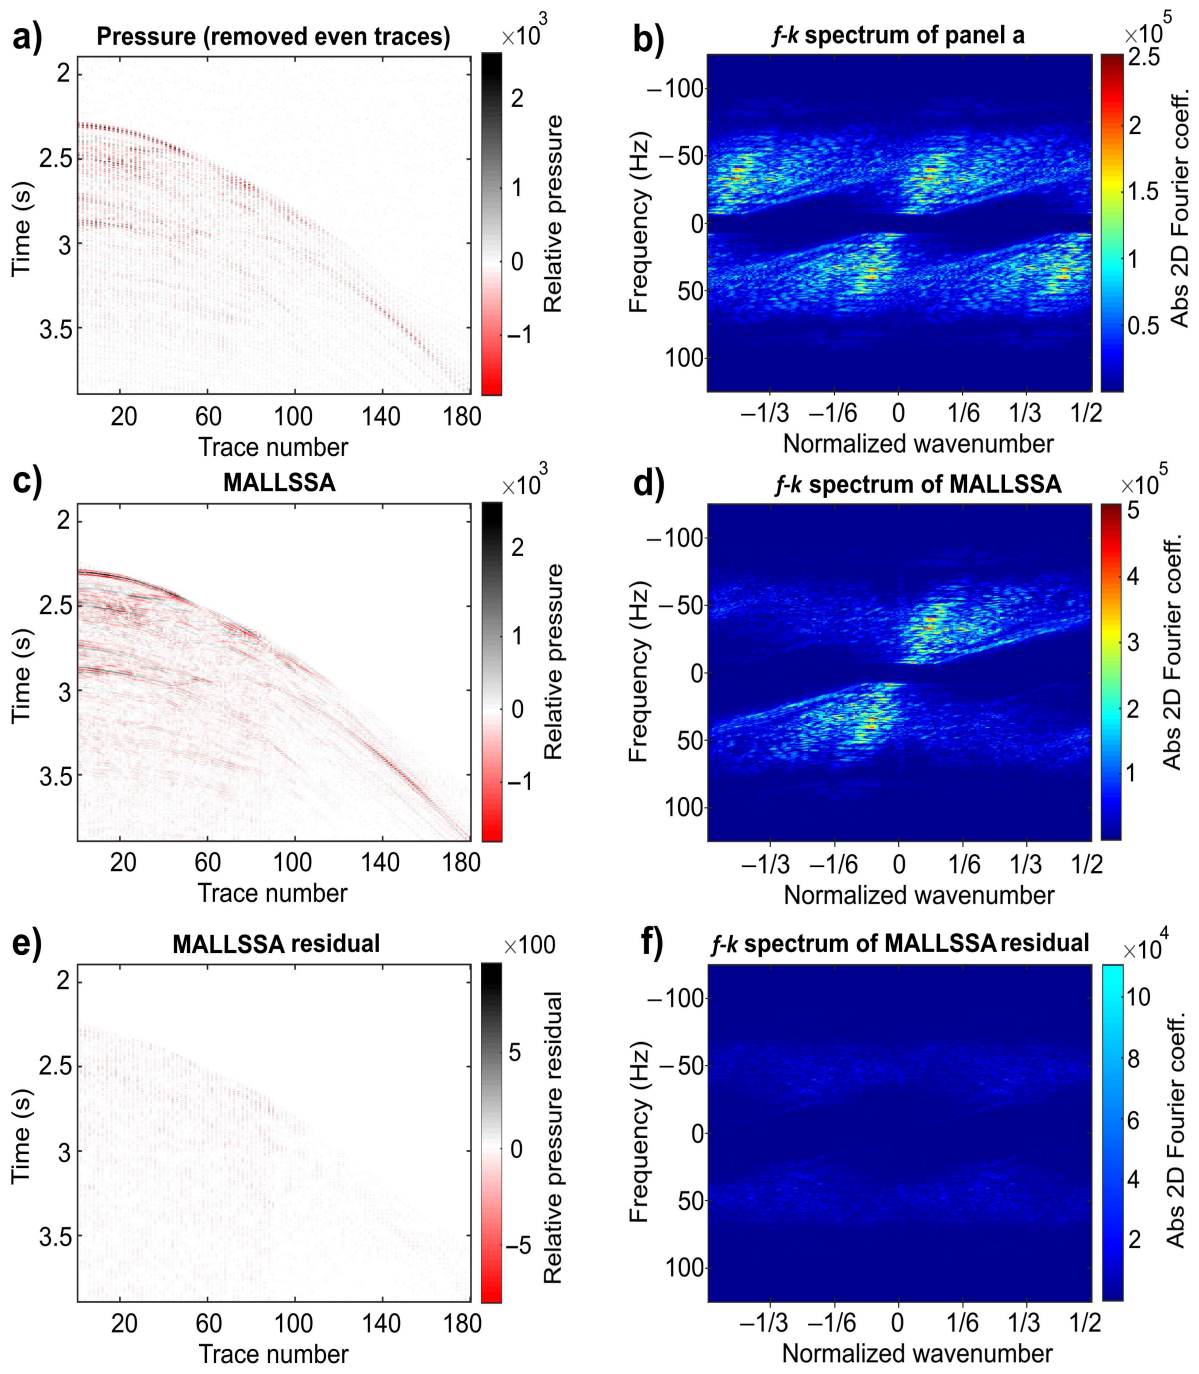 a)
Pressure (removed even traces)
×10³
2
2.5
3
3.5
Time (s)
20 60 100 140 180
Trace number
2
1
0
−1
Relative pressure
b)
f-k spectrum of panel a
×10⁵
−100
−50
0
50
100
Frequency (Hz)
−1/3 −1/6 0 1/6 1/3 1/2
Normalized wavenumber
2.5
2
1.5
1
0.5
Abs 2D Fourier coeff.
c)
MALLSSA
×10³
2
2.5
3
3.5
Time (s)
20 60 100 140 180
Trace number
2
1
0
−1
Relative pressure
d)
f-k spectrum of MALLSSA
×10⁵
−100
−50
0
50
100
Frequency (Hz)
−1/3 −1/6 0 1/6 1/3 1/2
Normalized wavenumber
5
4
3
2
1
Abs 2D Fourier coeff.
e)
MALLSSA residual
×100
2
2.5
3
3.5
Time (s)
20 60 100 140 180
Trace number
5
0
−5
Relative pressure residual
f)
f-k spectrum of MALLSSA residual
×10⁴
−100
−50
0
50
100
Frequency (Hz)
−1/3 −1/6 0 1/6 1/3 1/2
Normalized wavenumber
10
8
6
4
2
Abs 2D Fourier coeff.